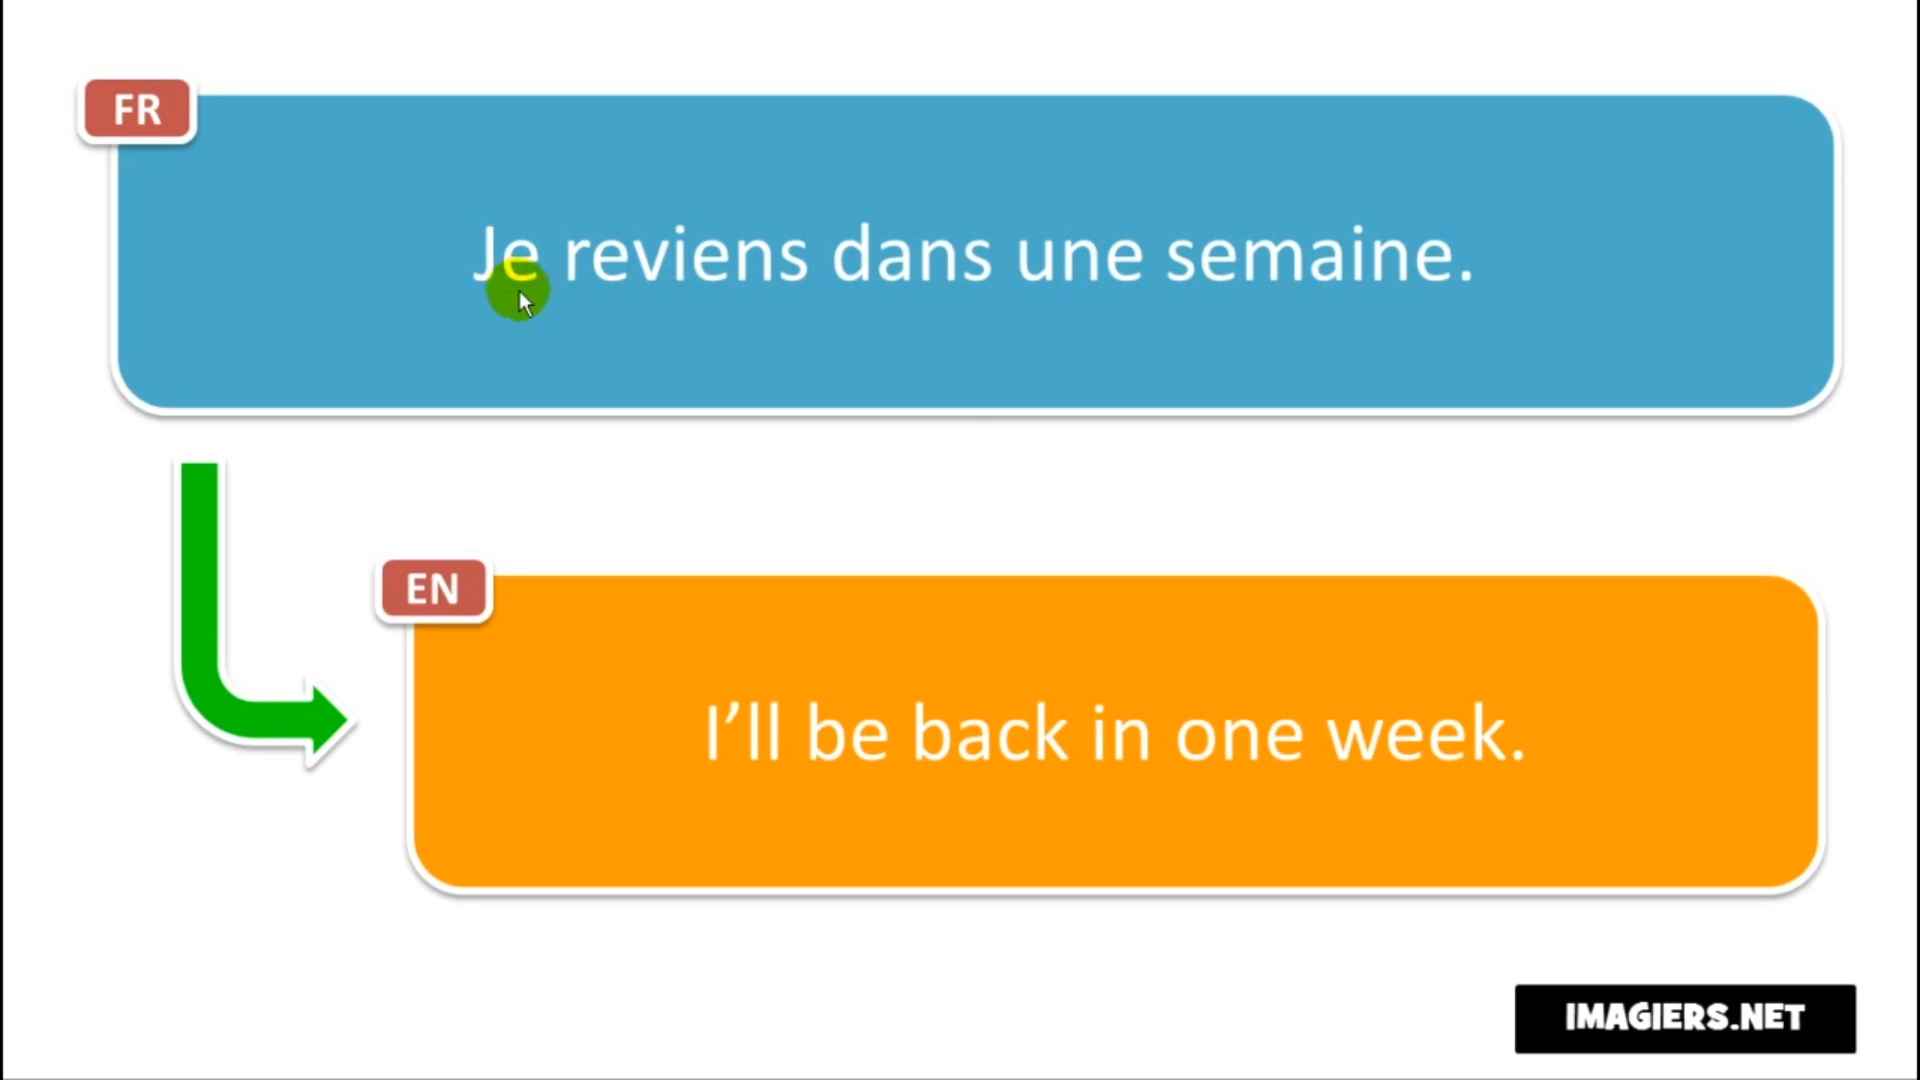 FR
Je reviens dans une semaine.
EN
I’ll be back in one week.
IMAGIERS.NET